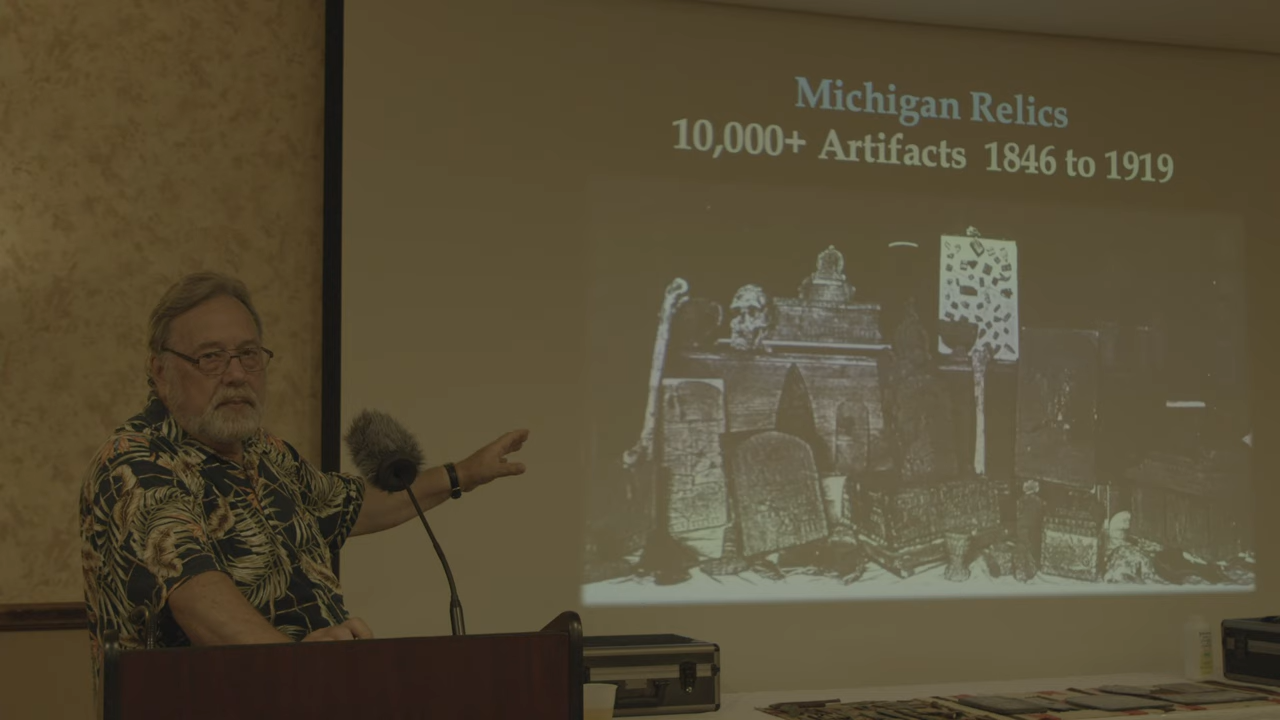 Michigan Relics
10,000+ Artifacts 1846 to 1919